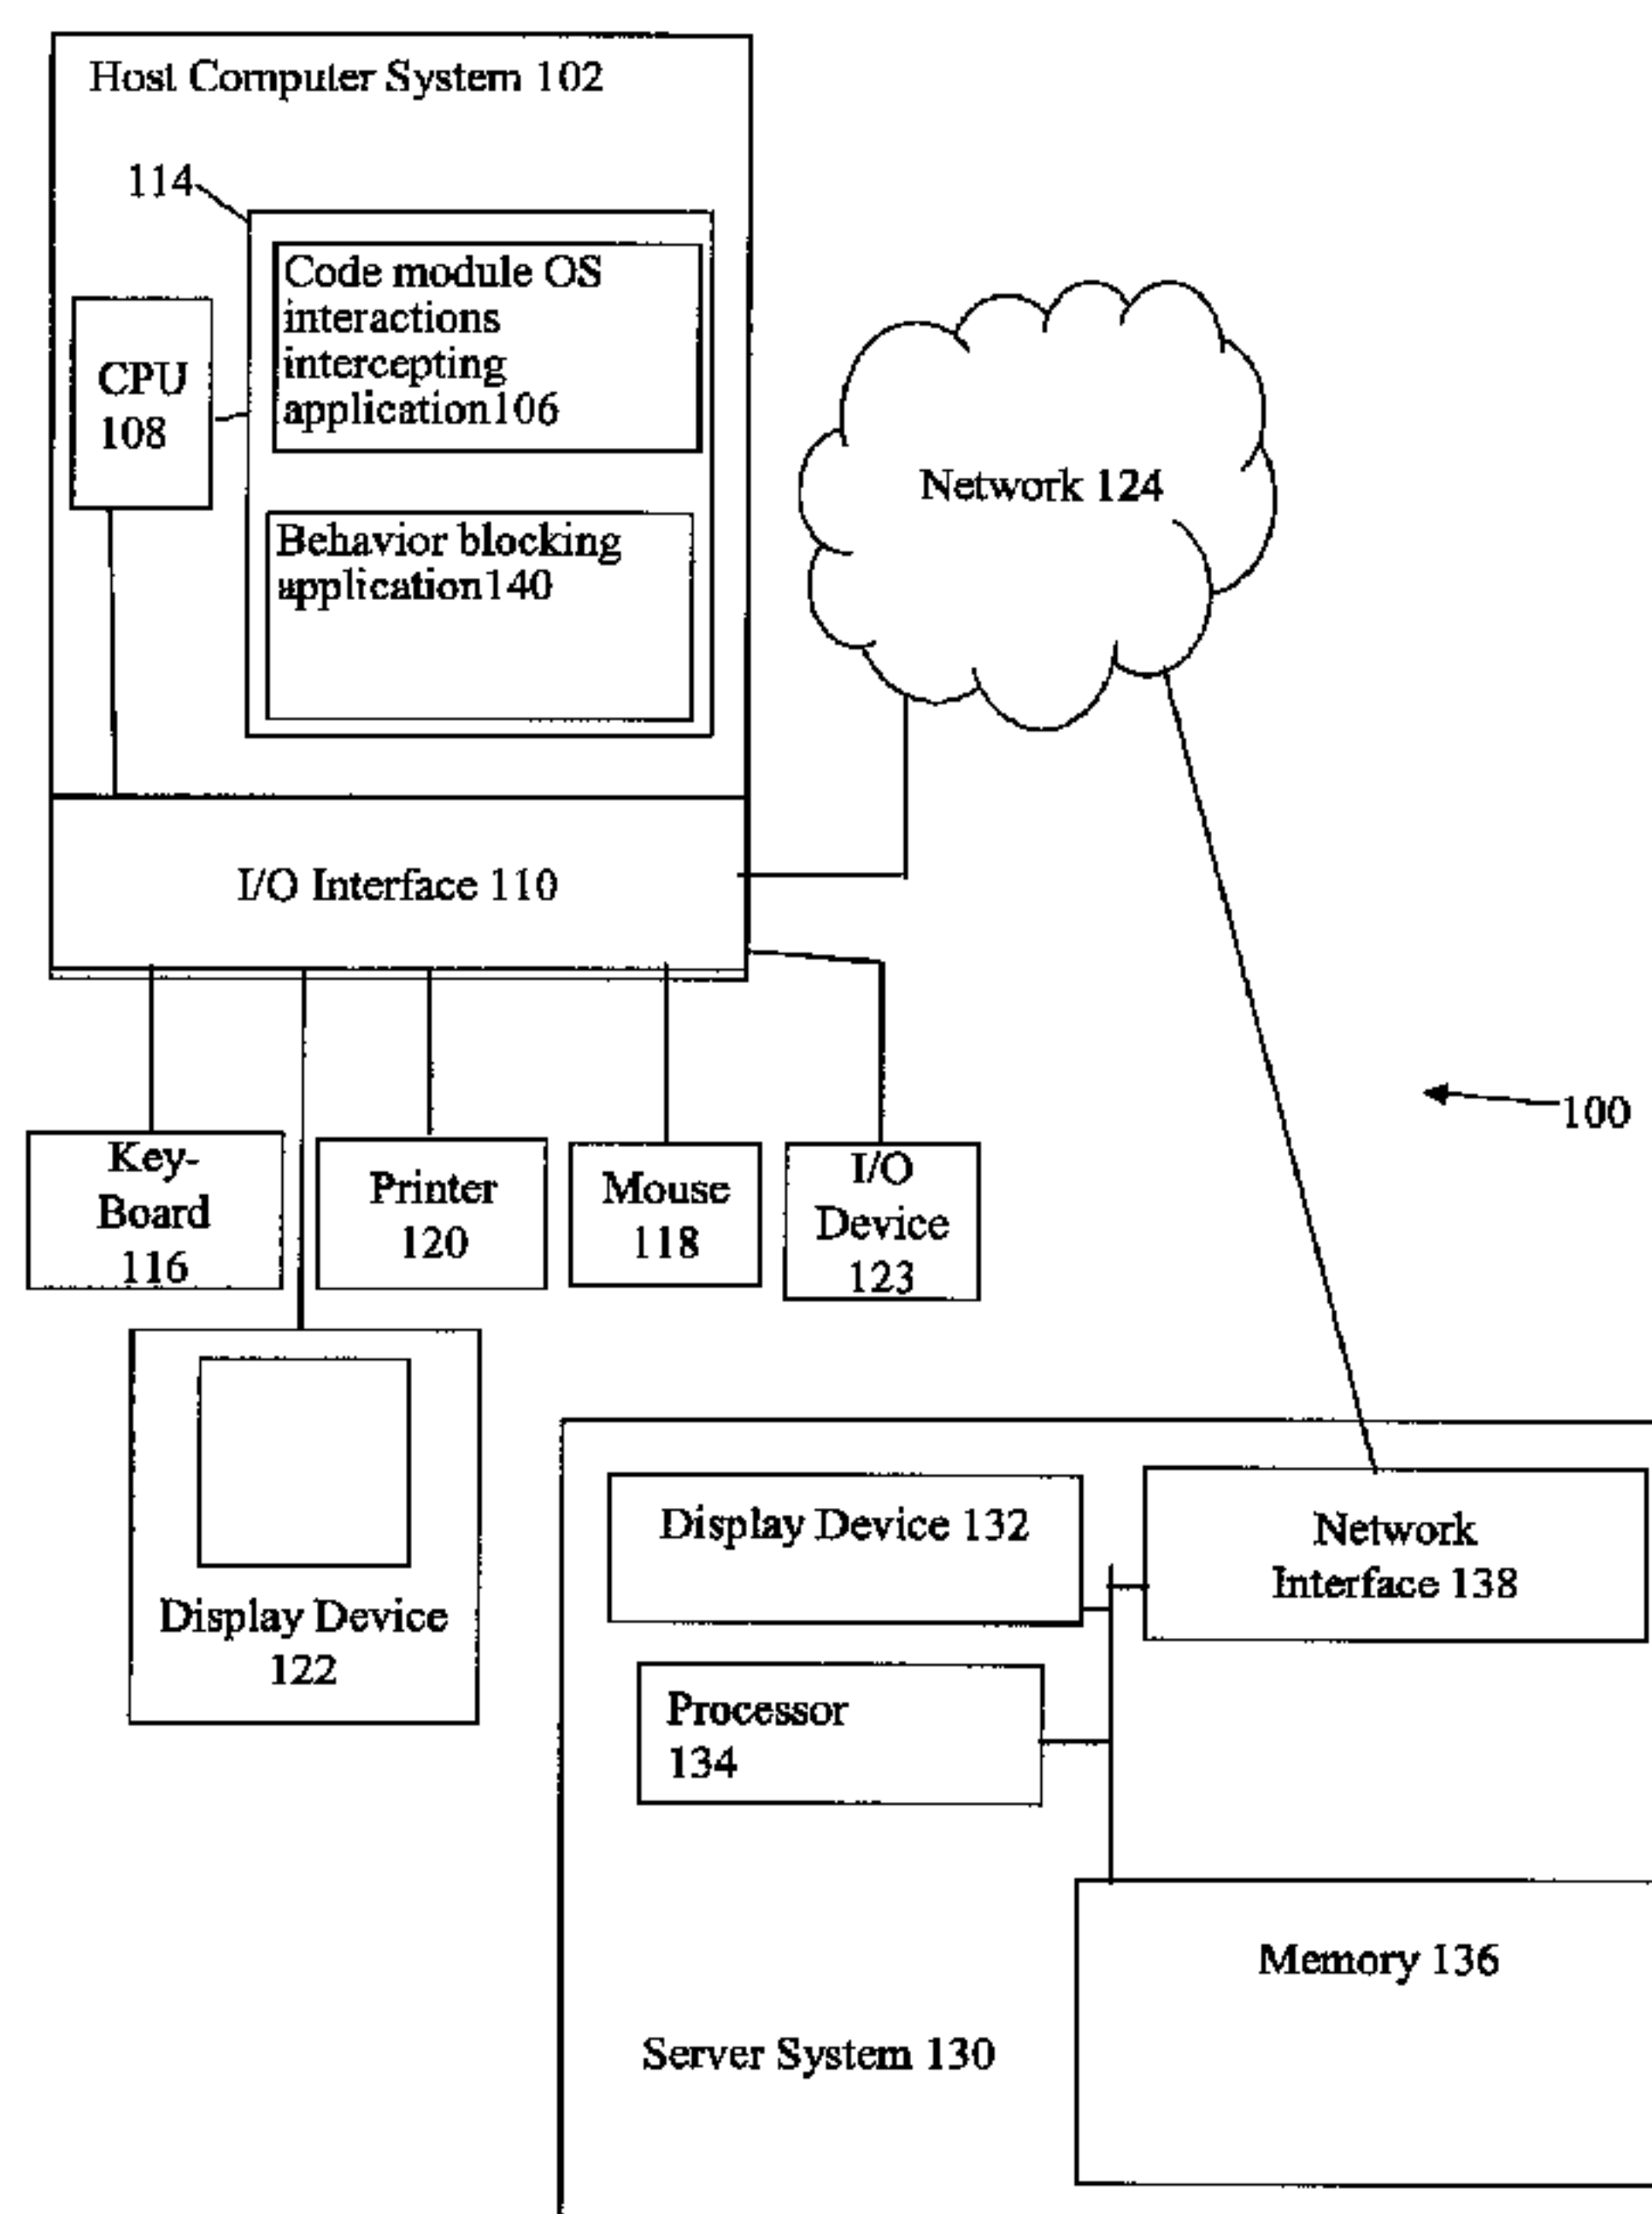 Host Computer System 102
114
Code module OS
interactions
intercepting
application106
CPU
108
Behavior blocking
application140
Network 124
I/O Interface 110
100
Key-
Board
116
Printer
120
Mouse
118
I/O
Device
123
Display Device
122
Display Device 132
Network
Interface 138
Processor
134
Memory 136
Server System 130